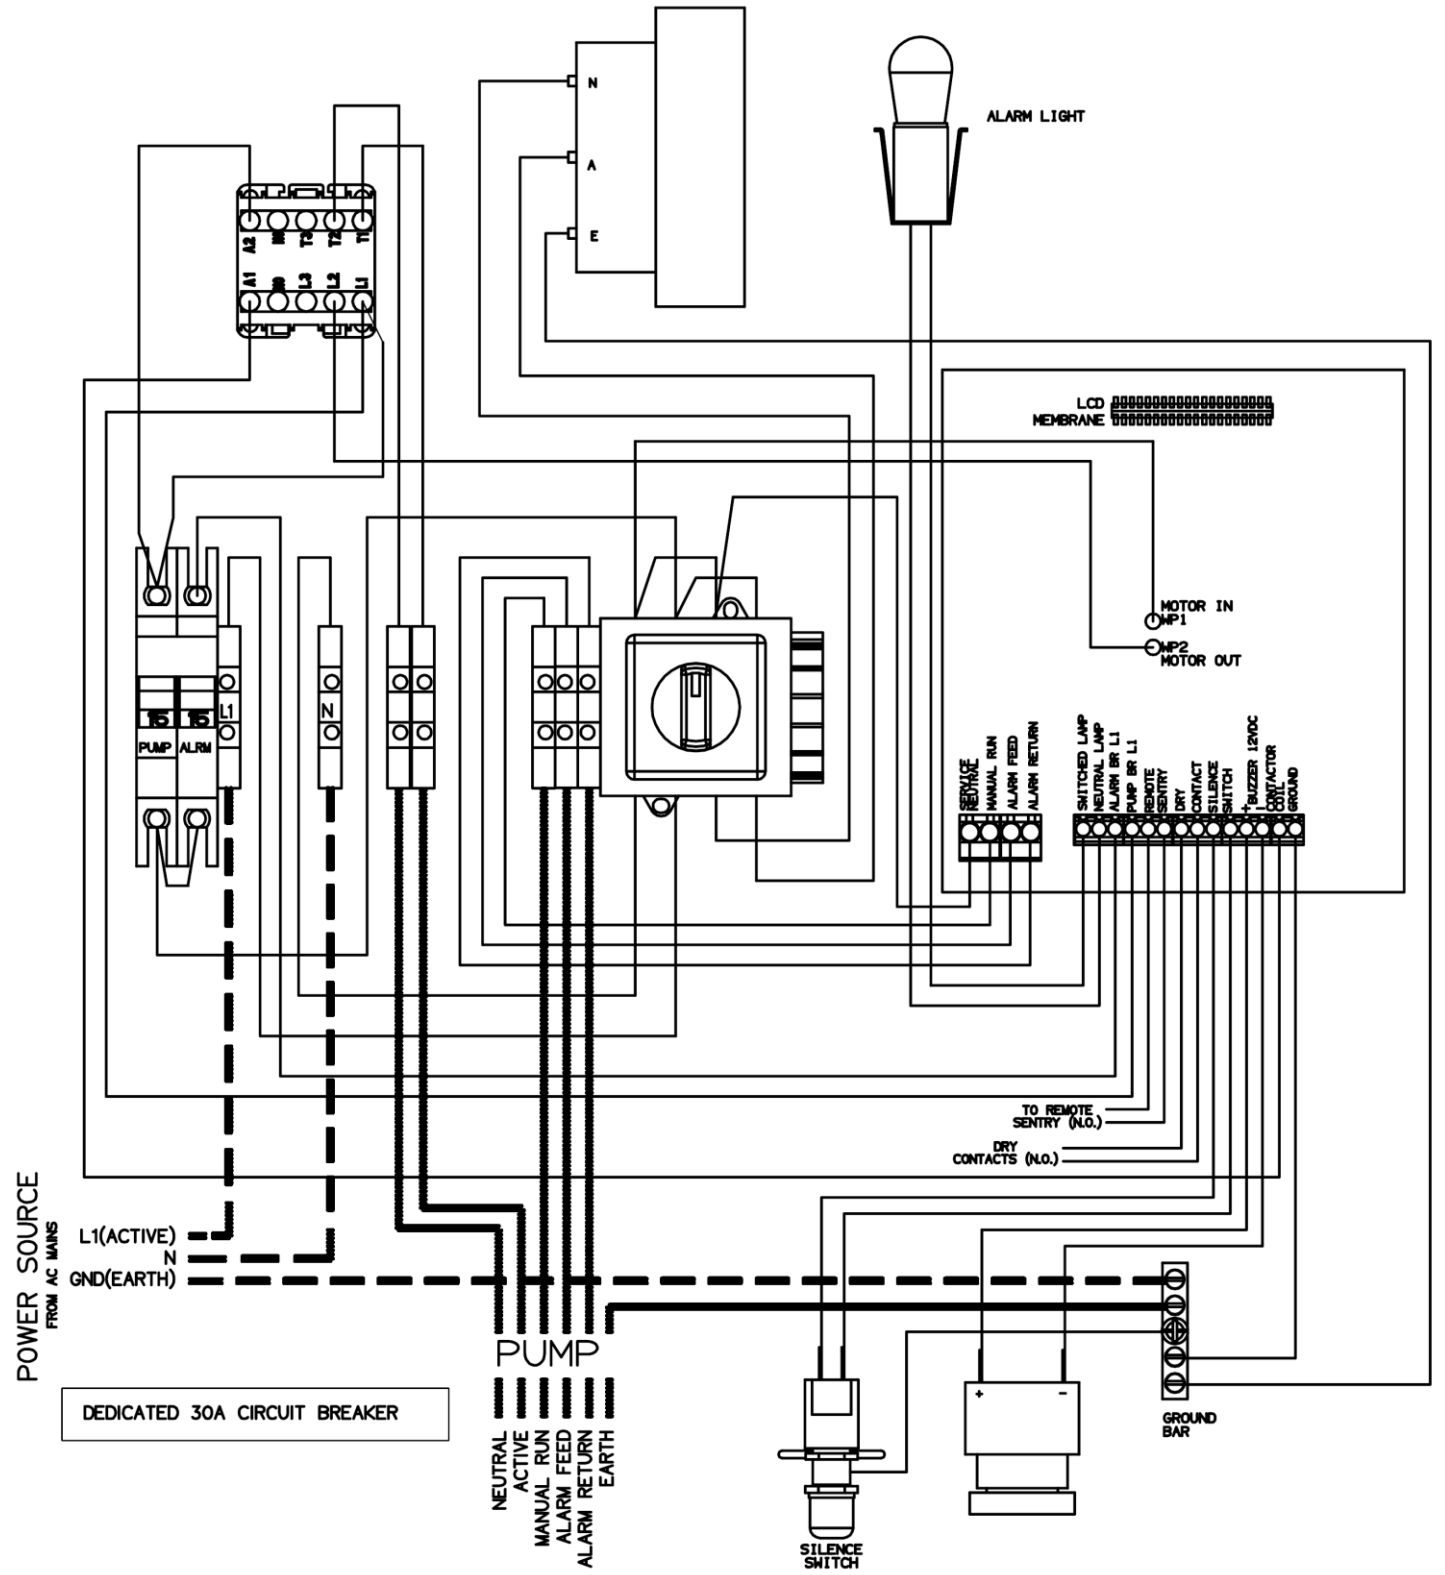 N
A
E
ALARM LIGHT
A2
NO
T3
T2
T1
A1
NO
L3
L2
L1
LCD
MEMBRANE
MOTOR IN
WP1
WP2
MOTOR OUT
15
15
PUMP
ALRM
L1
N
SERVICE
NEUTRAL
MANUAL RUN
ALARM FEED
ALARM RETURN
SWITCHED LAMP
NEUTRAL LAMP
ALARM BR L1
PUMP BR L1
REMOTE
SENTRY
DRY
CONTACT
SILENCE
SWITCH
+
BUZZER 12VDC
-
CONTACTOR
COIL
GROUND
TO REMOTE
SENTRY (N.O.)
DRY
CONTACTS (N.O.)
POWER SOURCE
FROM AC MAINS
L1(ACTIVE)
N
GND(EARTH)
PUMP
DEDICATED 30A CIRCUIT BREAKER
NEUTRAL
ACTIVE
MANUAL RUN
ALARM FEED
ALARM RETURN
EARTH
+
-
GROUND
BAR
SILENCE
SWITCH